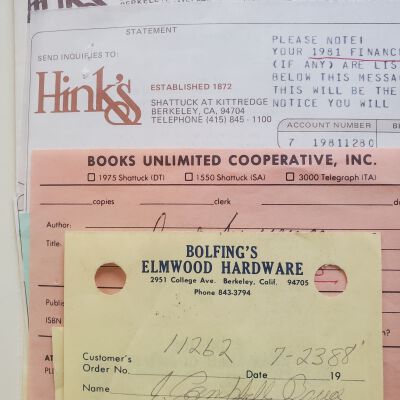 STATEMENT
SEND INQUIRIES TO:
Hink's
ESTABLISHED 1872
SHATTUCK AT KITTREDGE
BERKELEY, CA. 94704
TELEPHONE (415) 845-1100
PLEASE NOTE!
YOUR 1981 FINANC
(IF ANY) ARE LIS
BELOW THIS MESSA
THIS WILL BE THE
NOTICE YOU WILL
ACCOUNT NUMBER
7 19811280
BOOKS UNLIMITED COOPERATIVE, INC.
1975 Shattuck (DT) 1550 Shattuck (SA) 3000 Telegraph (TA)
copies clerk
Author:
Title:
Public
ISBN
BOLFING'S
ELMWOOD HARDWARE
2951 College Ave. Berkeley, Calif. 94705
Phone 843-3794
11262 7-2388
Customer's
Order No. Date 19
Name